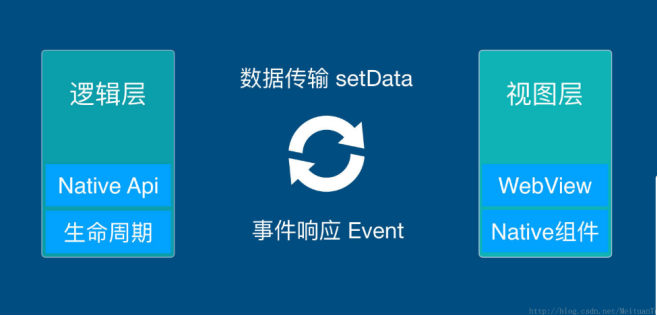 逻辑层
Native Api
生命周期
数据传输 setData
事件响应 Event
视图层
WebView
Native组件